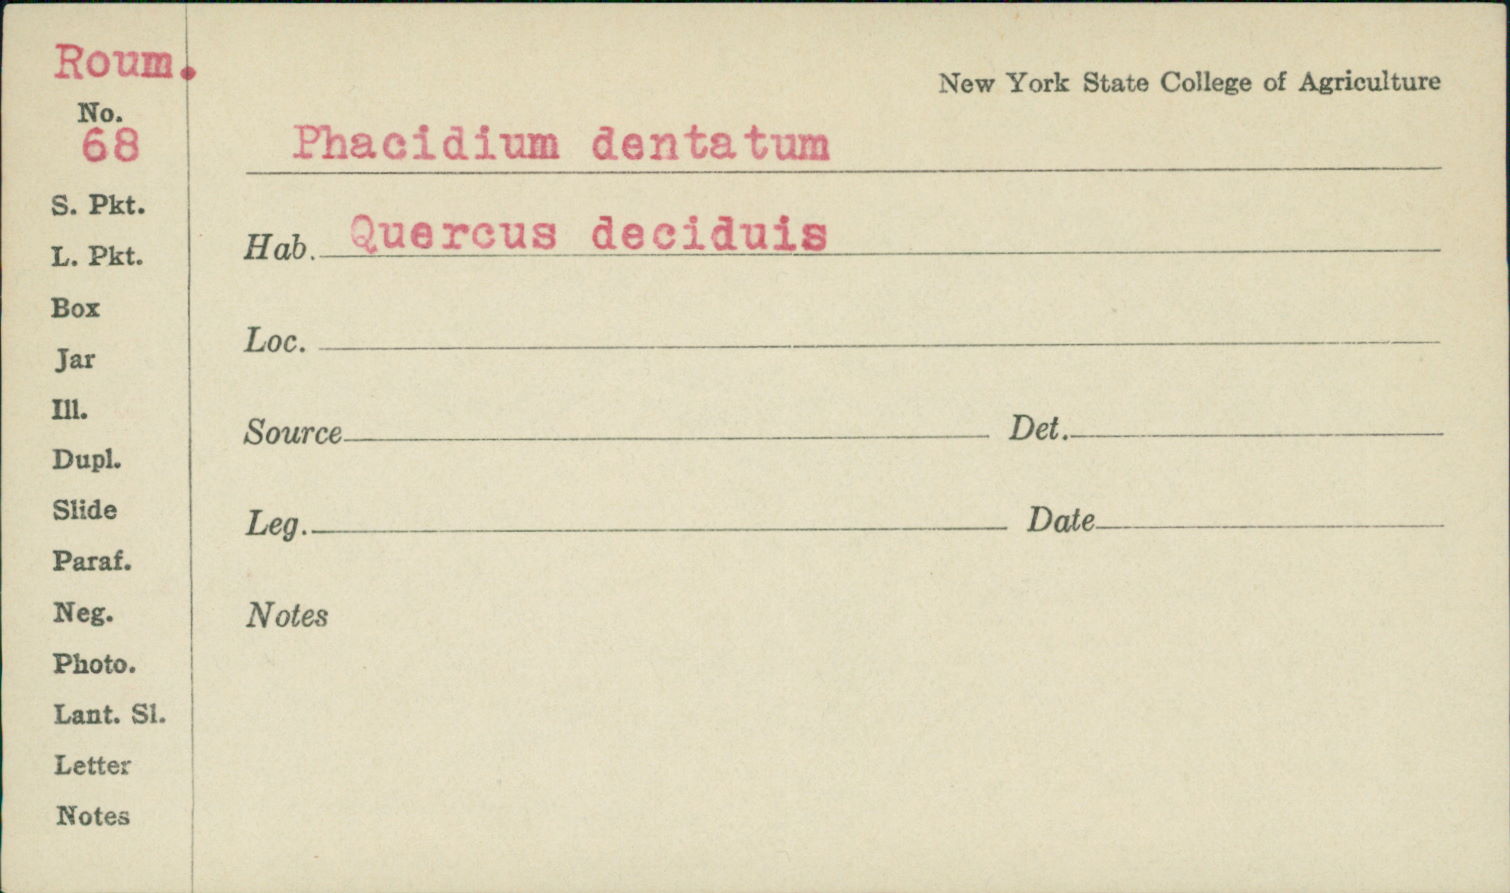 Roum.
No.
68
New York State College of Agriculture
Phacidium dentatum
Hab. Quercus deciduis
Loc.
Source Det.
Leg. Date
Notes
S. Pkt.
L. Pkt.
Box
Jar
Ill.
Dupl.
Slide
Paraf.
Neg.
Photo.
Lant. Sl.
Letter
Notes